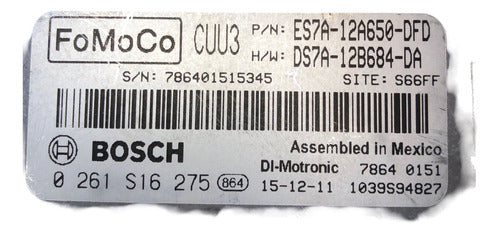 FoMoCo CUU3 P/N: ES7A-12A650-DFD
H/W: DS7A-12B684-DA
S/N: 786401515345 SITE: S66FF
BOSCH Assembled in Mexico
DI-Motronic 7864 0151
0 261 S16 275 864 15-12-11 1039S94827